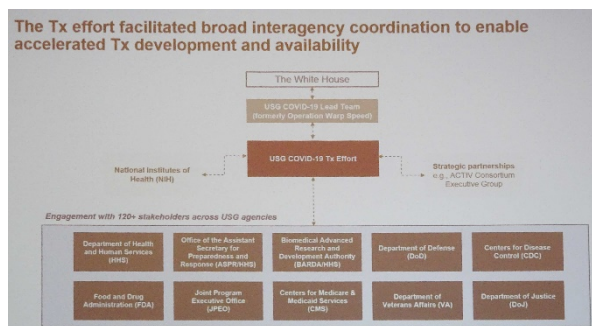 The Tx effort facilitated broad interagency coordination to enable
accelerated Tx development and availability
The White House
USG COVID-19 Lead Team
(formerly Operation Warp Speed)
USG COVID-19 Tx Effort
National Institutes of
Health (NIH)
Strategic partnerships
e.g., ACTIV Consortium
Executive Group
Engagement with 120+ stakeholders across USG agencies
Department of Health
and Human Services
(HHS)
Office of the Assistant
Secretary for
Preparedness and
Response (ASPR/HHS)
Biomedical Advanced
Research and
Development Authority
(BARDA/HHS)
Department of Defense
(DoD)
Centers for Disease
Control (CDC)
Food and Drug
Administration (FDA)
Joint Program
Executive Office
(JPEO)
Centers for Medicare &
Medicaid Services
(CMS)
Department of
Veterans Affairs (VA)
Department of Justice
(DoJ)